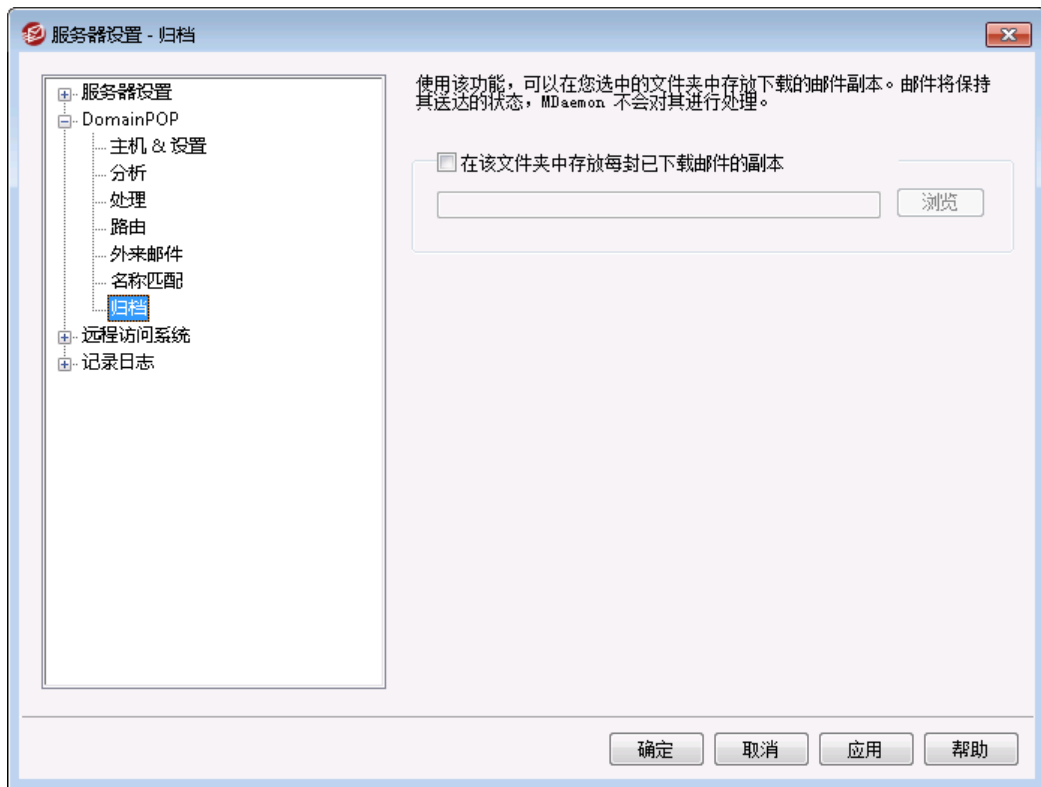 服务器设置 - 归档
服务器设置
DomainPOP
主机 & 设置
分析
处理
路由
外来邮件
名称匹配
归档
远程访问系统
记录日志
使用该功能，可以在您选中的文件夹中存放下载的邮件副本。邮件将保持
其送达的状态，MDaemon 不会对其进行处理。
在该文件夹中存放每封已下载邮件的副本
浏览
确定
取消
应用
帮助